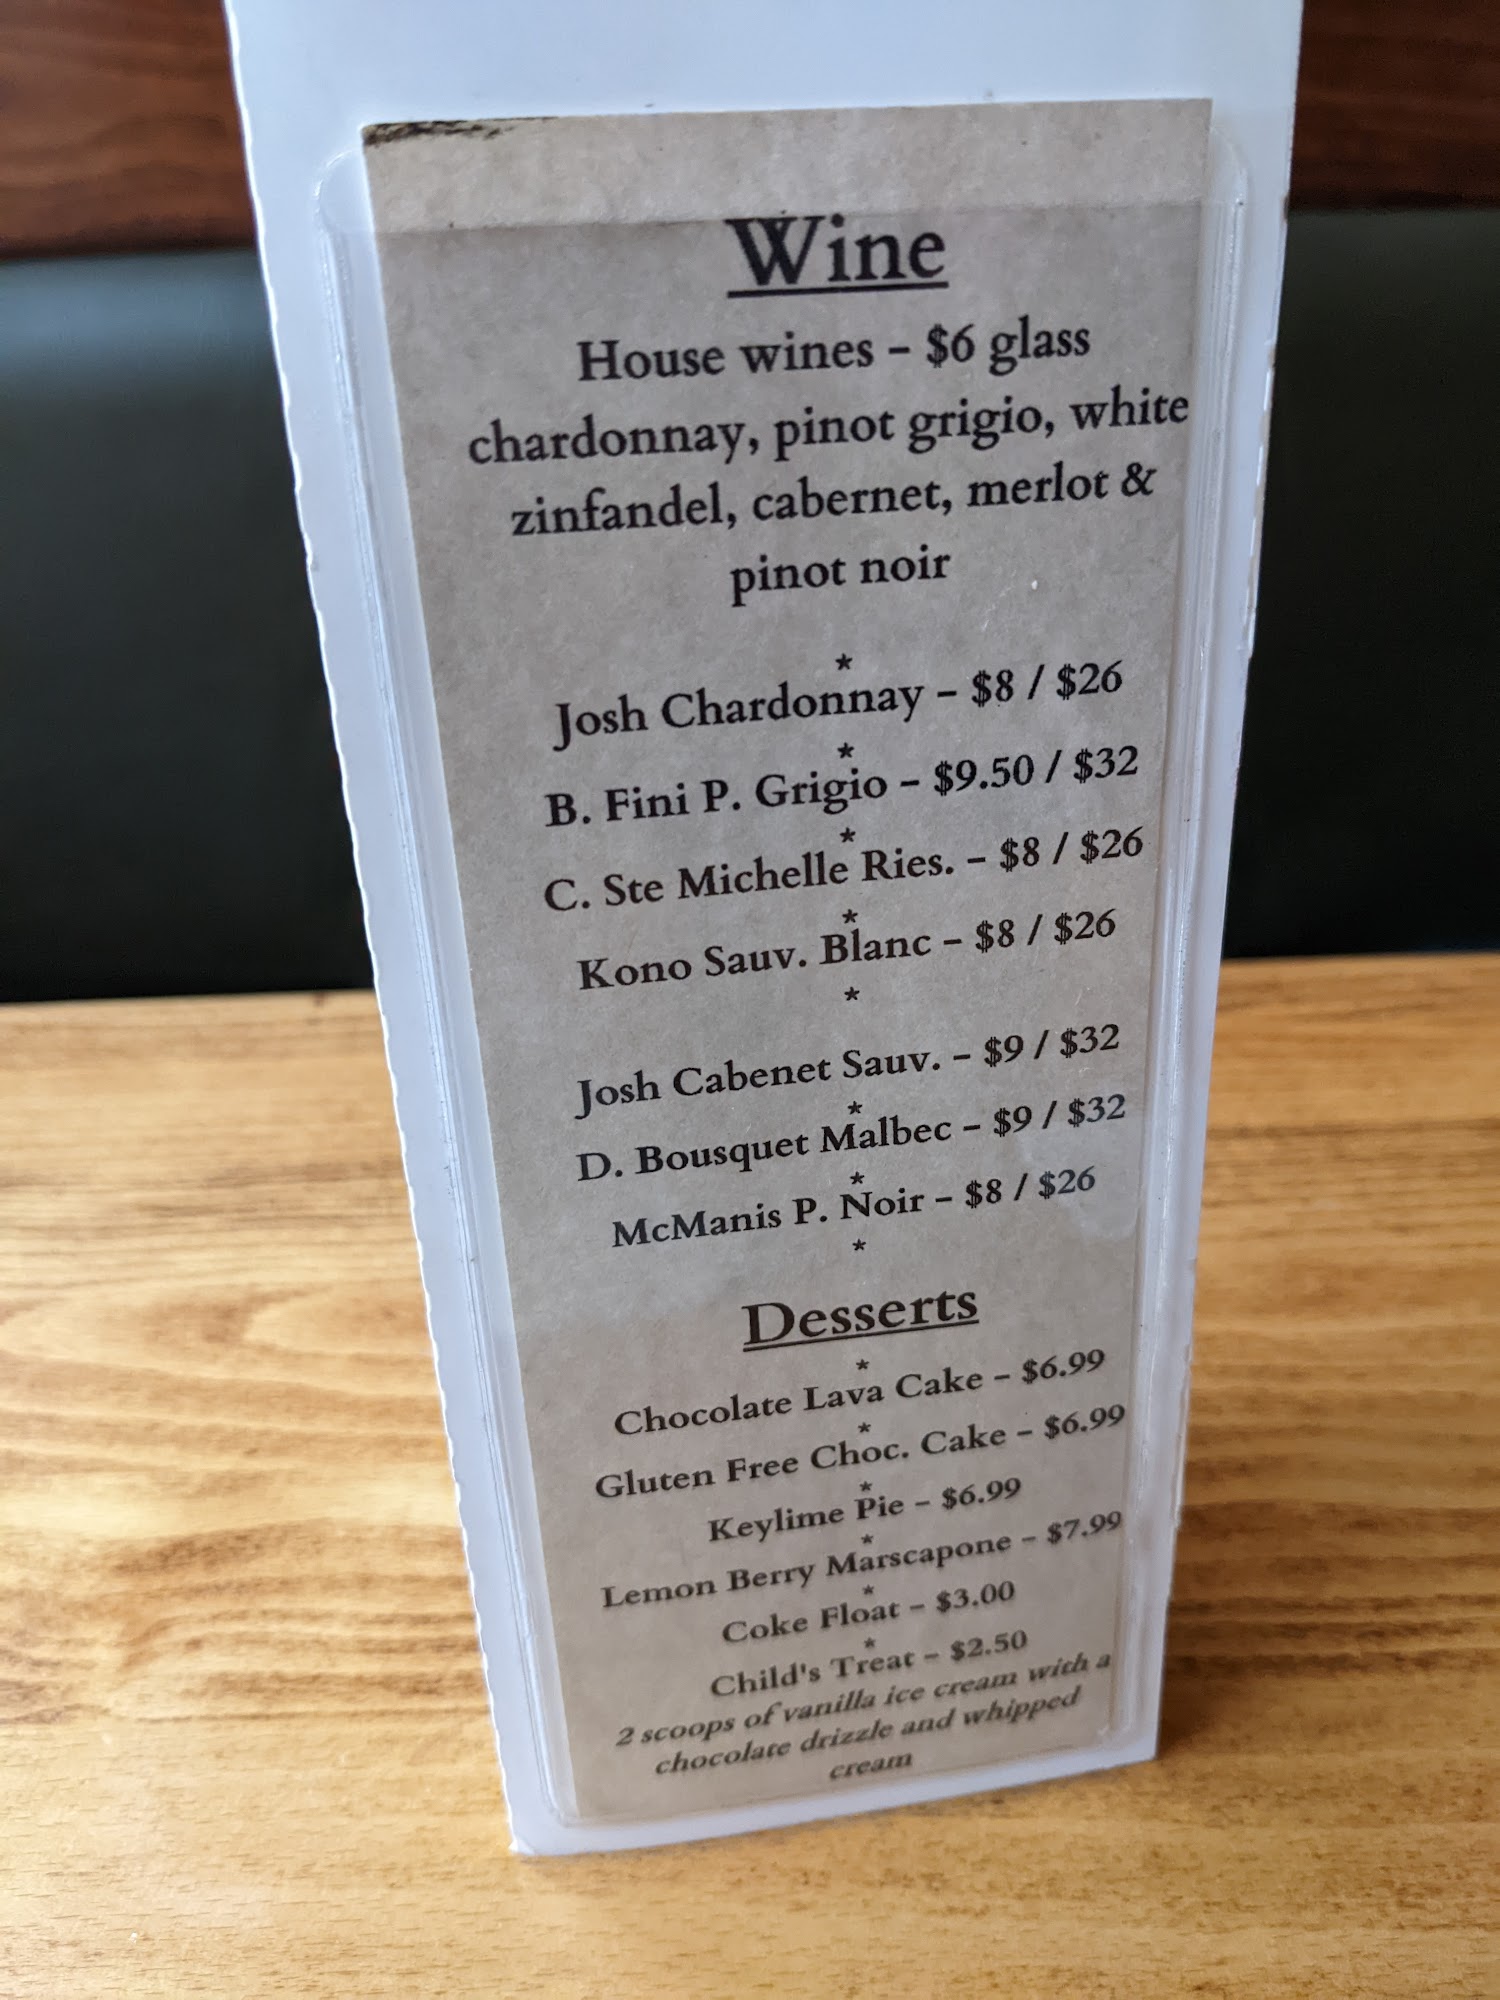 Wine
House wines – $6 glass
chardonnay, pinot grigio, white
zinfandel, cabernet, merlot &
pinot noir
*
Josh Chardonnay – $8 / $26
*
B. Fini P. Grigio – $9.50 / $32
*
C. Ste Michelle Ries. – $8 / $26
*
Kono Sauv. Blanc – $8 / $26
*
Josh Cabenet Sauv. – $9 / $32
*
D. Bousquet Malbec – $9 / $32
*
McManis P. Noir – $8 / $26
*
Desserts
*
Chocolate Lava Cake – $6.99
*
Gluten Free Choc. Cake – $6.99
*
Keylime Pie – $6.99
*
Lemon Berry Marscapone – $7.99
*
Coke Float – $3.00
*
Child's Treat – $2.50
2 scoops of vanilla ice cream with a
chocolate drizzle and whipped
cream